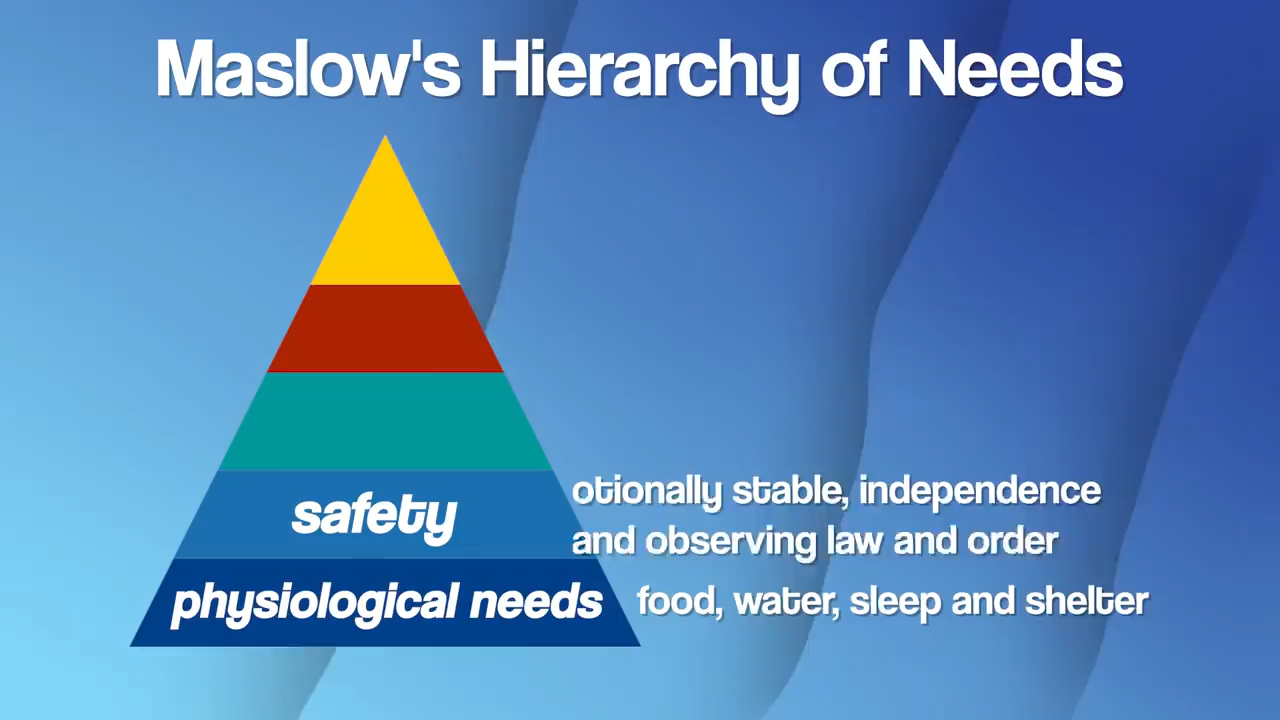 Maslow's Hierarchy of Needs
safety
otionally stable, independence
and observing law and order
physiological needs
food, water, sleep and shelter